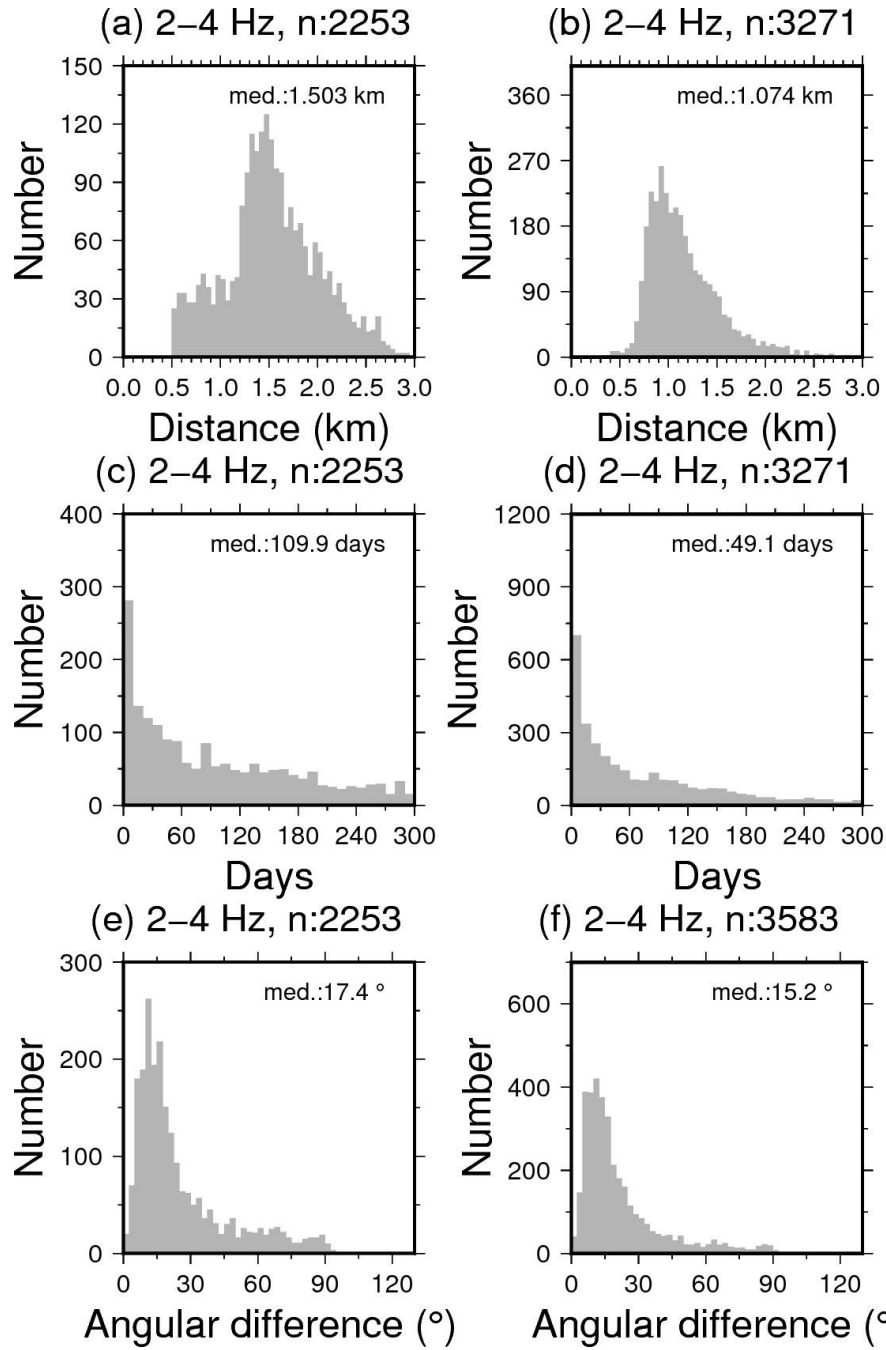 (a) 2−4 Hz, n:2253
150
120
90
60
30
0
Number
med.:1.503 km
0.0 0.5 1.0 1.5 2.0 2.5 3.0
Distance (km)
(b) 2−4 Hz, n:3271
360
270
180
90
0
Number
med.:1.074 km
0.0 0.5 1.0 1.5 2.0 2.5 3.0
Distance (km)
(c) 2−4 Hz, n:2253
400
300
200
100
0
Number
med.:109.9 days
0 60 120 180 240 300
Days
(d) 2−4 Hz, n:3271
1200
900
600
300
0
Number
med.:49.1 days
0 60 120 180 240 300
Days
(e) 2−4 Hz, n:2253
300
200
100
0
Number
med.:17.4 °
0 30 60 90 120
Angular difference (°)
(f) 2−4 Hz, n:3583
600
400
200
0
Number
med.:15.2 °
0 30 60 90 120
Angular difference (°